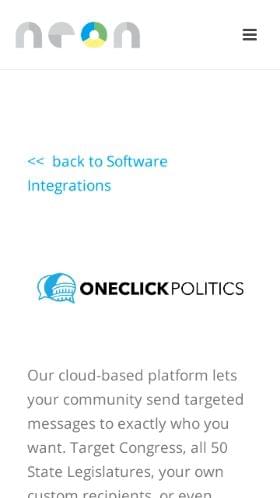 neon
<< back to Software
Integrations
ONECLICKPOLITICS
Our cloud-based platform lets
your community send targeted
messages to exactly who you
want. Target Congress, all 50
State Legislatures, your own
custom recipients, or even